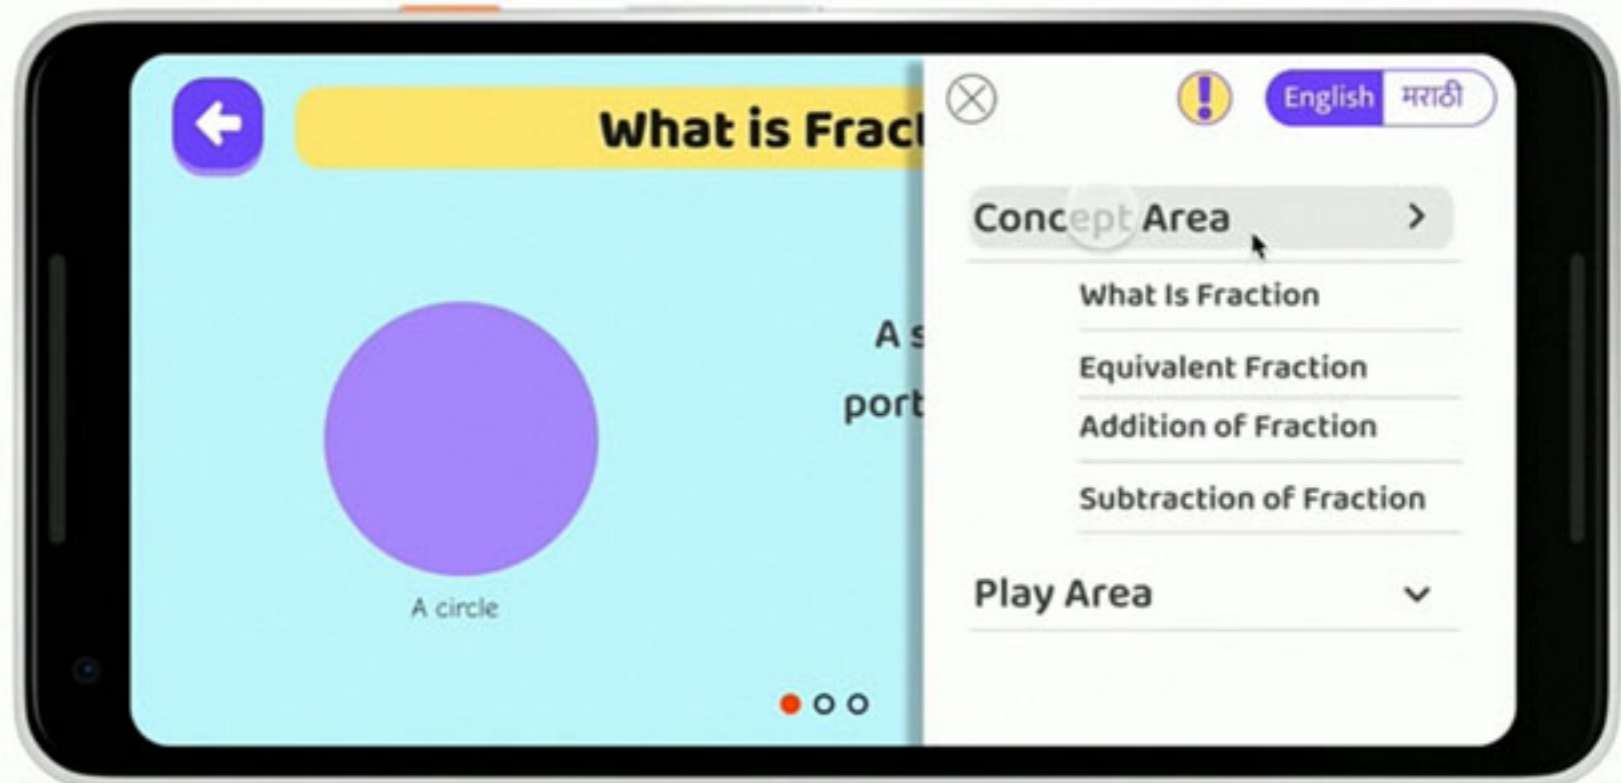 What is Frac
English मराठी
Concept Area
What Is Fraction
Equivalent Fraction
Addition of Fraction
Subtraction of Fraction
Play Area
A
port
A circle